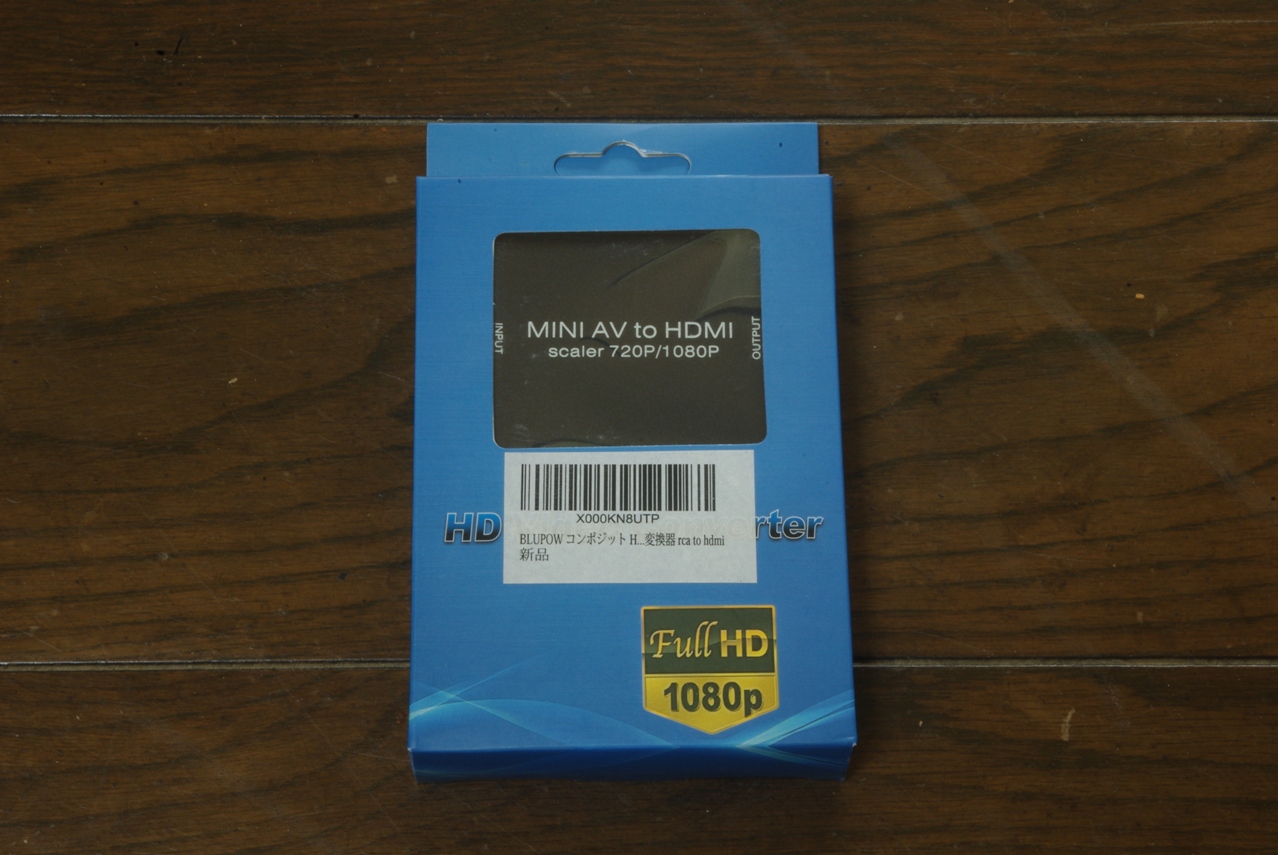 MINI AV to HDMI
scaler 720P/1080P
INPUT
OUTPUT
X000KN8UTP
BLUPOW コンポジット H...変換器 rca to hdmi
新品
HD
Full HD
1080p